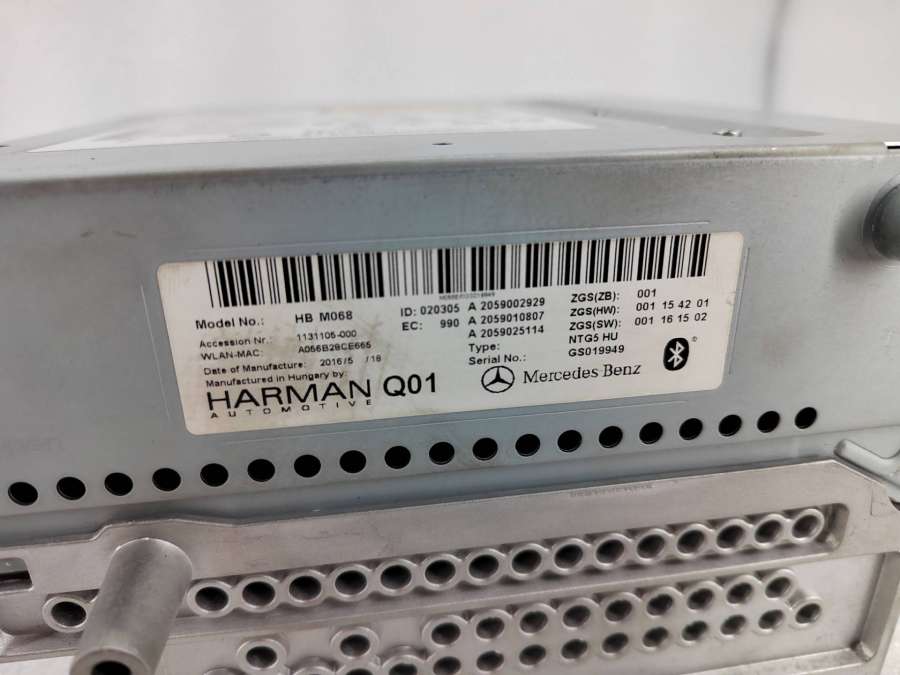 Model No.: HB M068 ID: 020305 A 2059002929 ZGS(ZB): 001
EC: 990 A 2059010807 ZGS(HW): 001 15 42 01
Accession Nr.: 1131105-000 A 2059025114 ZGS(SW): 001 16 15 02
WLAN-MAC: A056B28CE665 Type: NTG5 HU
Date of Manufacture: 2016/5 /18 Serial No.: GS019949
Manufactured in Hungary by:
HARMAN Q01 Mercedes Benz
AUTOMOTIVE